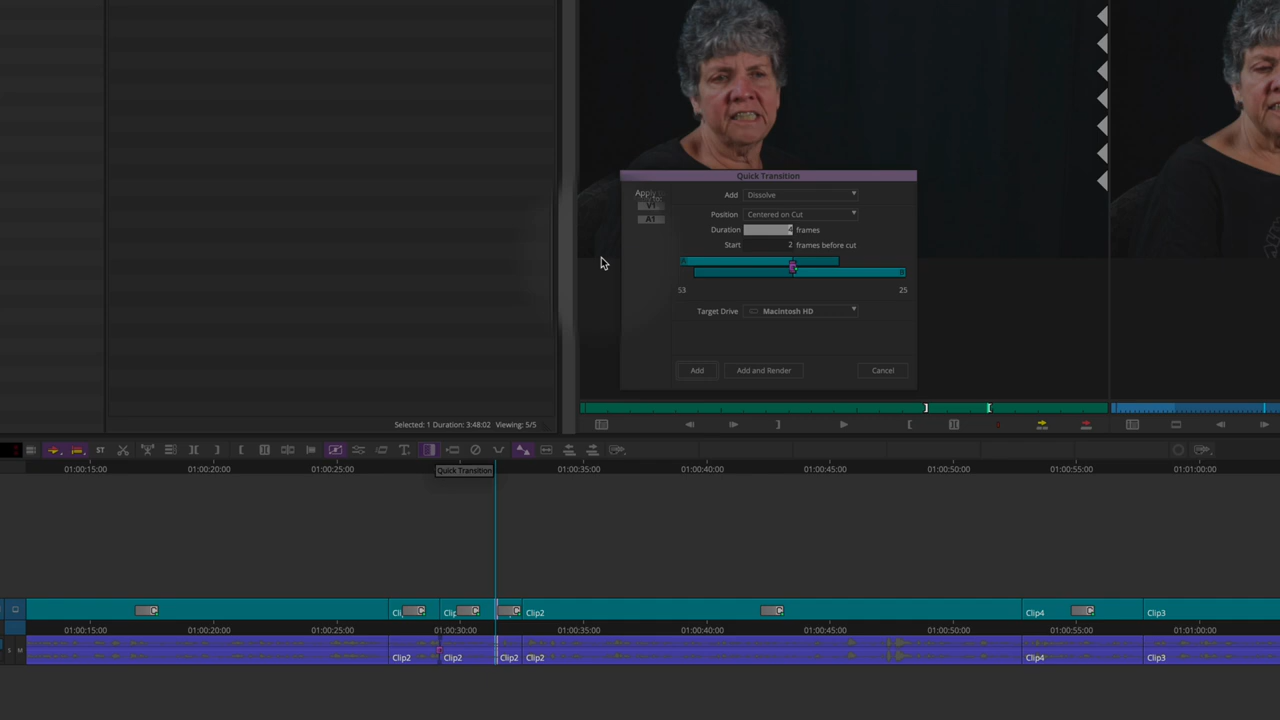 Quick Transition
Apply to:
V1
A1
Add Dissolve
Position Centered on Cut
Duration 4 frames
Start 2 frames before cut
A
B
53 25
Target Drive Macintosh HD
Add Add and Render Cancel
Selected: 1 Duration: 3:48:02 Viewing: 5/5
ST T
01:00:15:00 01:00:20:00 01:00:25:00 01:00:35:00 01:00:40:00 01:00:45:00 01:00:50:00 01:00:55:00 01:01:00:00
Quick Transition
C Cli C Clip C C Clip2 C Clip4 C Clip3
01:00:15:00 01:00:20:00 01:00:25:00 01:00:30:00 01:00:35:00 01:00:40:00 01:00:45:00 01:00:50:00 01:00:55:00 01:01:00:00
S M
Clip2 Clip2 Clip2 Clip2 Clip4 Clip3